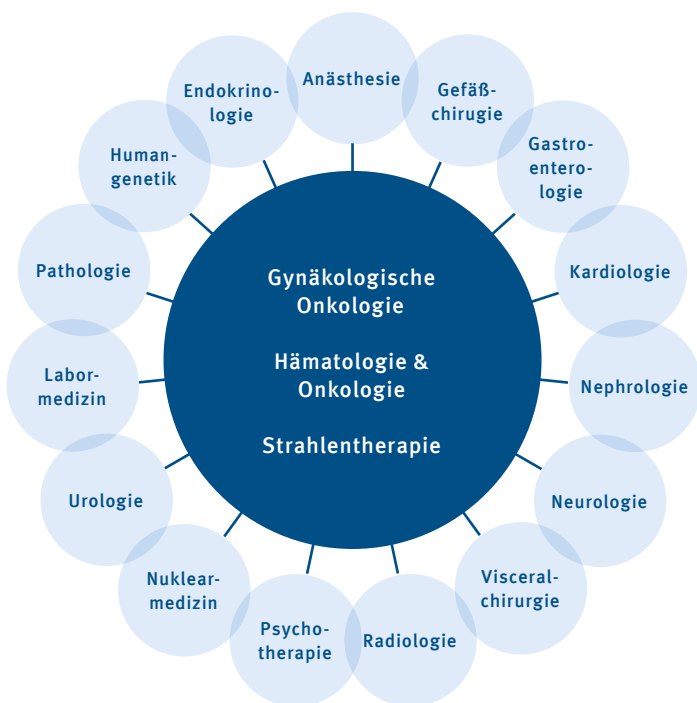 Anästhesie
Gefäß-
chirugie
Gastro-
entero-
logie
Kardiologie
Nephrologie
Neurologie
Visceral-
chirurgie
Radiologie
Psycho-
therapie
Nuklear-
medizin
Urologie
Labor-
medizin
Pathologie
Human-
genetik
Endokrino-
logie
Gynäkologische
Onkologie
Hämatologie &
Onkologie
Strahlentherapie